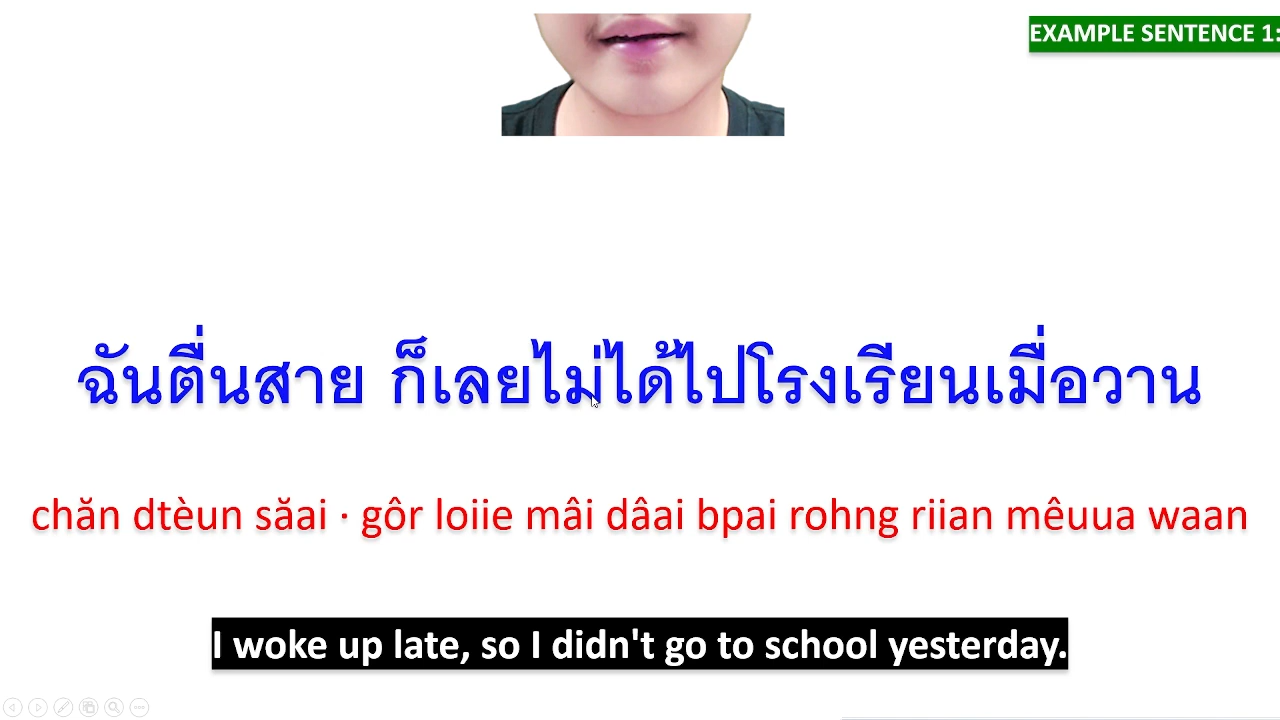 EXAMPLE SENTENCE 1:
ฉันตื่นสาย ก็เลยไม่ได้ไปโรงเรียนเมื่อวาน
chăn dtèun săai · gôr loiie mâi dâai bpai rohng riian mêuua waan
I woke up late, so I didn't go to school yesterday.